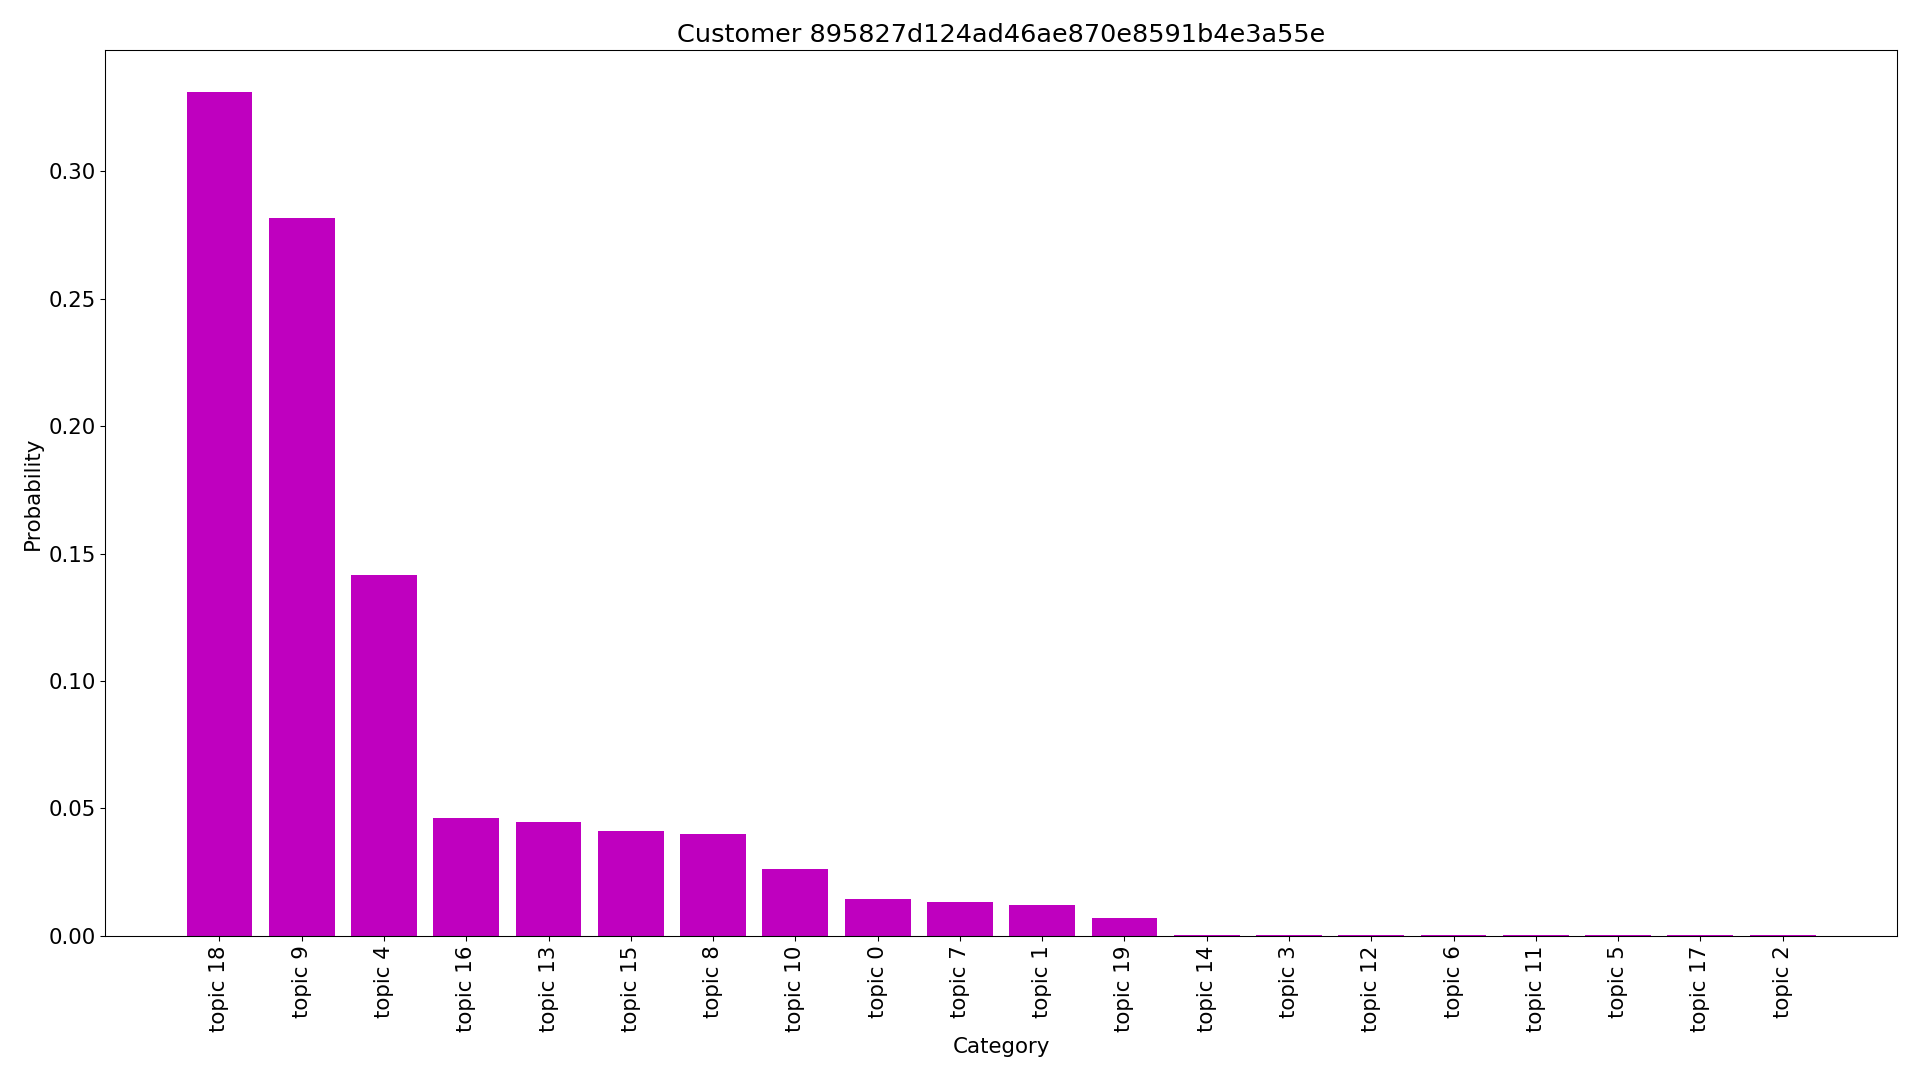 Customer 895827d124ad46ae870e8591b4e3a55e
Probability
0.30
0.25
0.20
0.15
0.10
0.05
0.00
topic 18
topic 9
topic 4
topic 16
topic 13
topic 15
topic 8
topic 10
topic 0
topic 7
topic 1
topic 19
topic 14
topic 3
topic 12
topic 6
topic 11
topic 5
topic 17
topic 2
Category